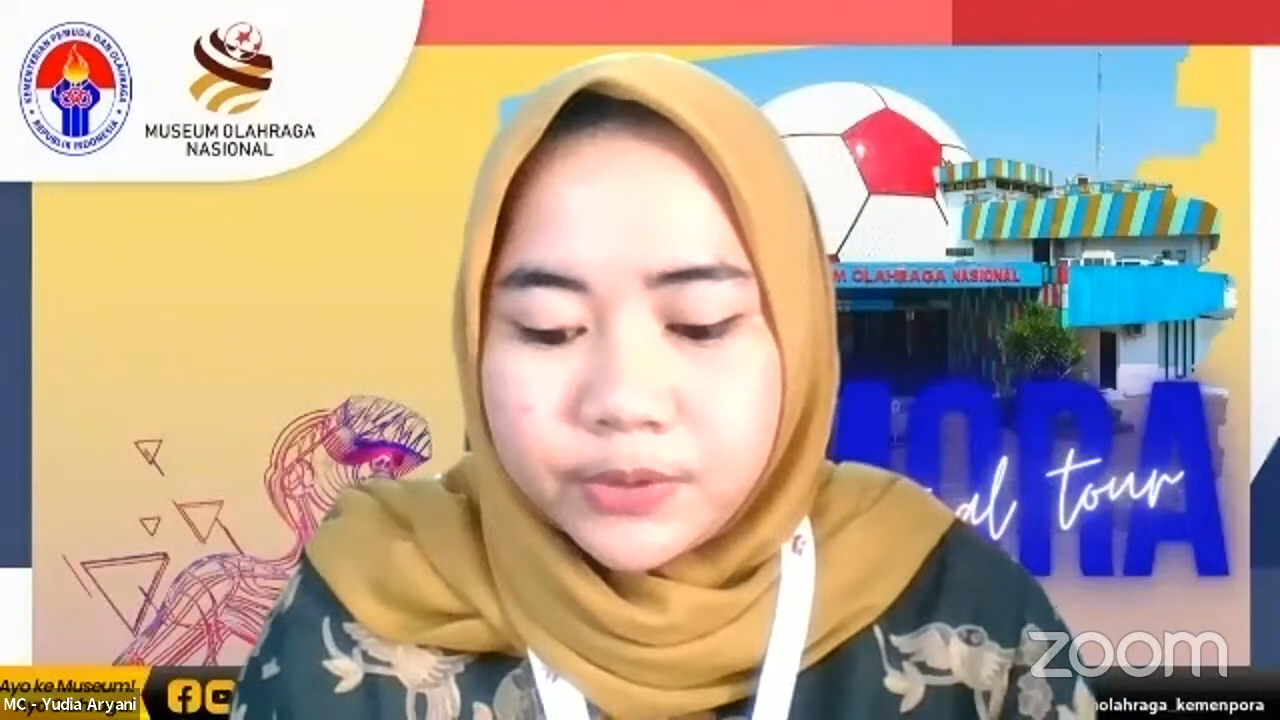 KEMENTERIAN PEMUDA DAN OLAHRAGA
REPUBLIK INDONESIA
MUSEUM OLAHRAGA
NASIONAL
M OLAHRAGA NASIONAL
ORA
al tour
zoom
Ayo ke Museum!
MC - Yudia Aryani
olahraga_kemenpora